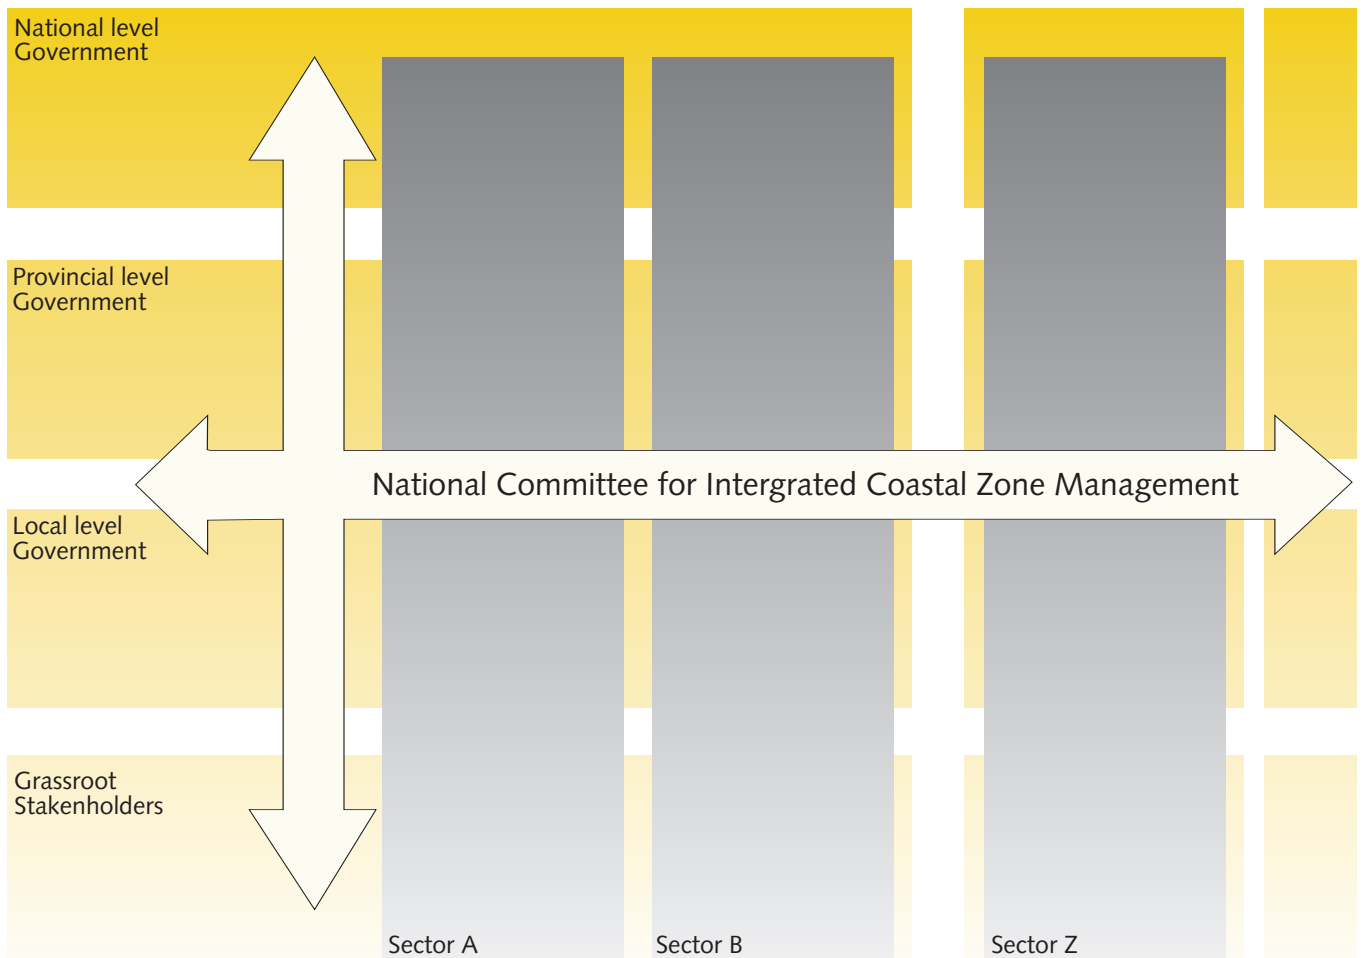 National level
Government
Provincial level
Government
National Committee for Intergrated Coastal Zone Management
Local level
Government
Grassroot
Stakenholders
Sector A
Sector B
Sector Z